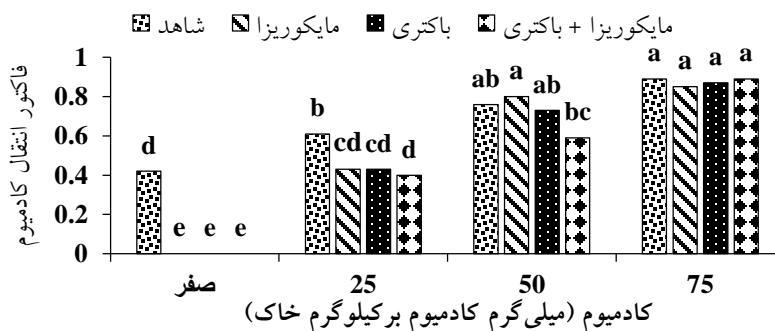 شاهد مایکوریزا باکتری مایکوریزا + باکتری
فاکتور انتقال کادمیوم
1
0.8
0.6
0.4
0.2
0
d e e e
b cd cd d
ab a ab bc
a a a a
صفر 25 50 75
کادمیوم (میلی‌گرم کادمیوم برکیلوگرم خاک)